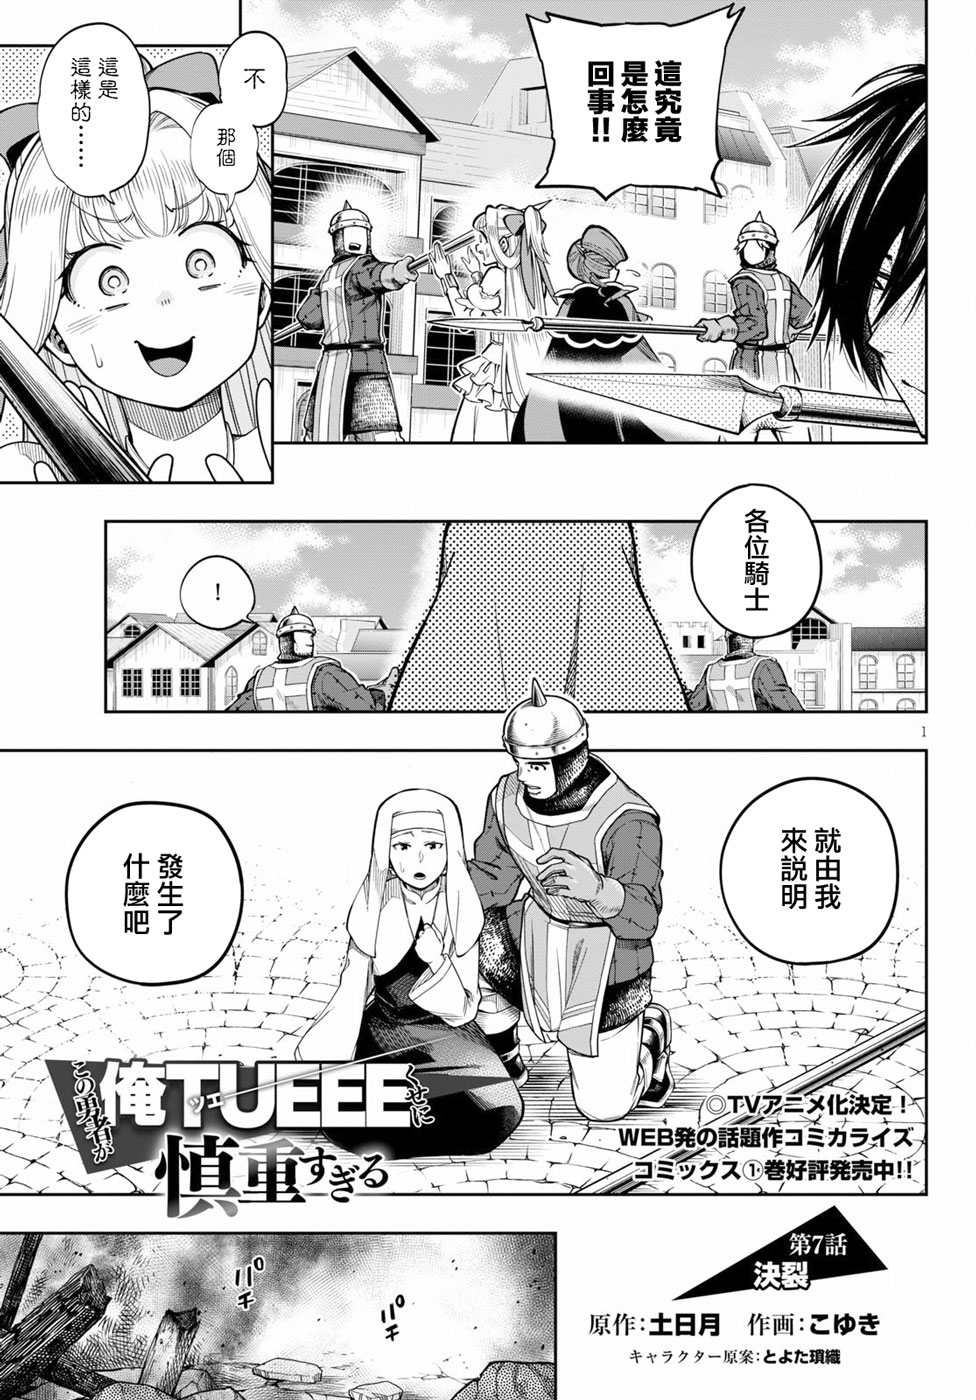 這究竟
是怎麼
回事!!
不
那個
這是
這樣的……
各位騎士
！
1
就由我
來説明
發生了
什麼吧
この勇者が
俺TUEEE
ツエー
くせに
慎重すぎる
◎TVアニメ化決定！
WEB発の話題作コミカライズ
コミックス①巻好評発売中!!
第7話
決裂
原作：土日月　作画：こゆき
キャラクター原案：とよた瑣織
パチ
パチ